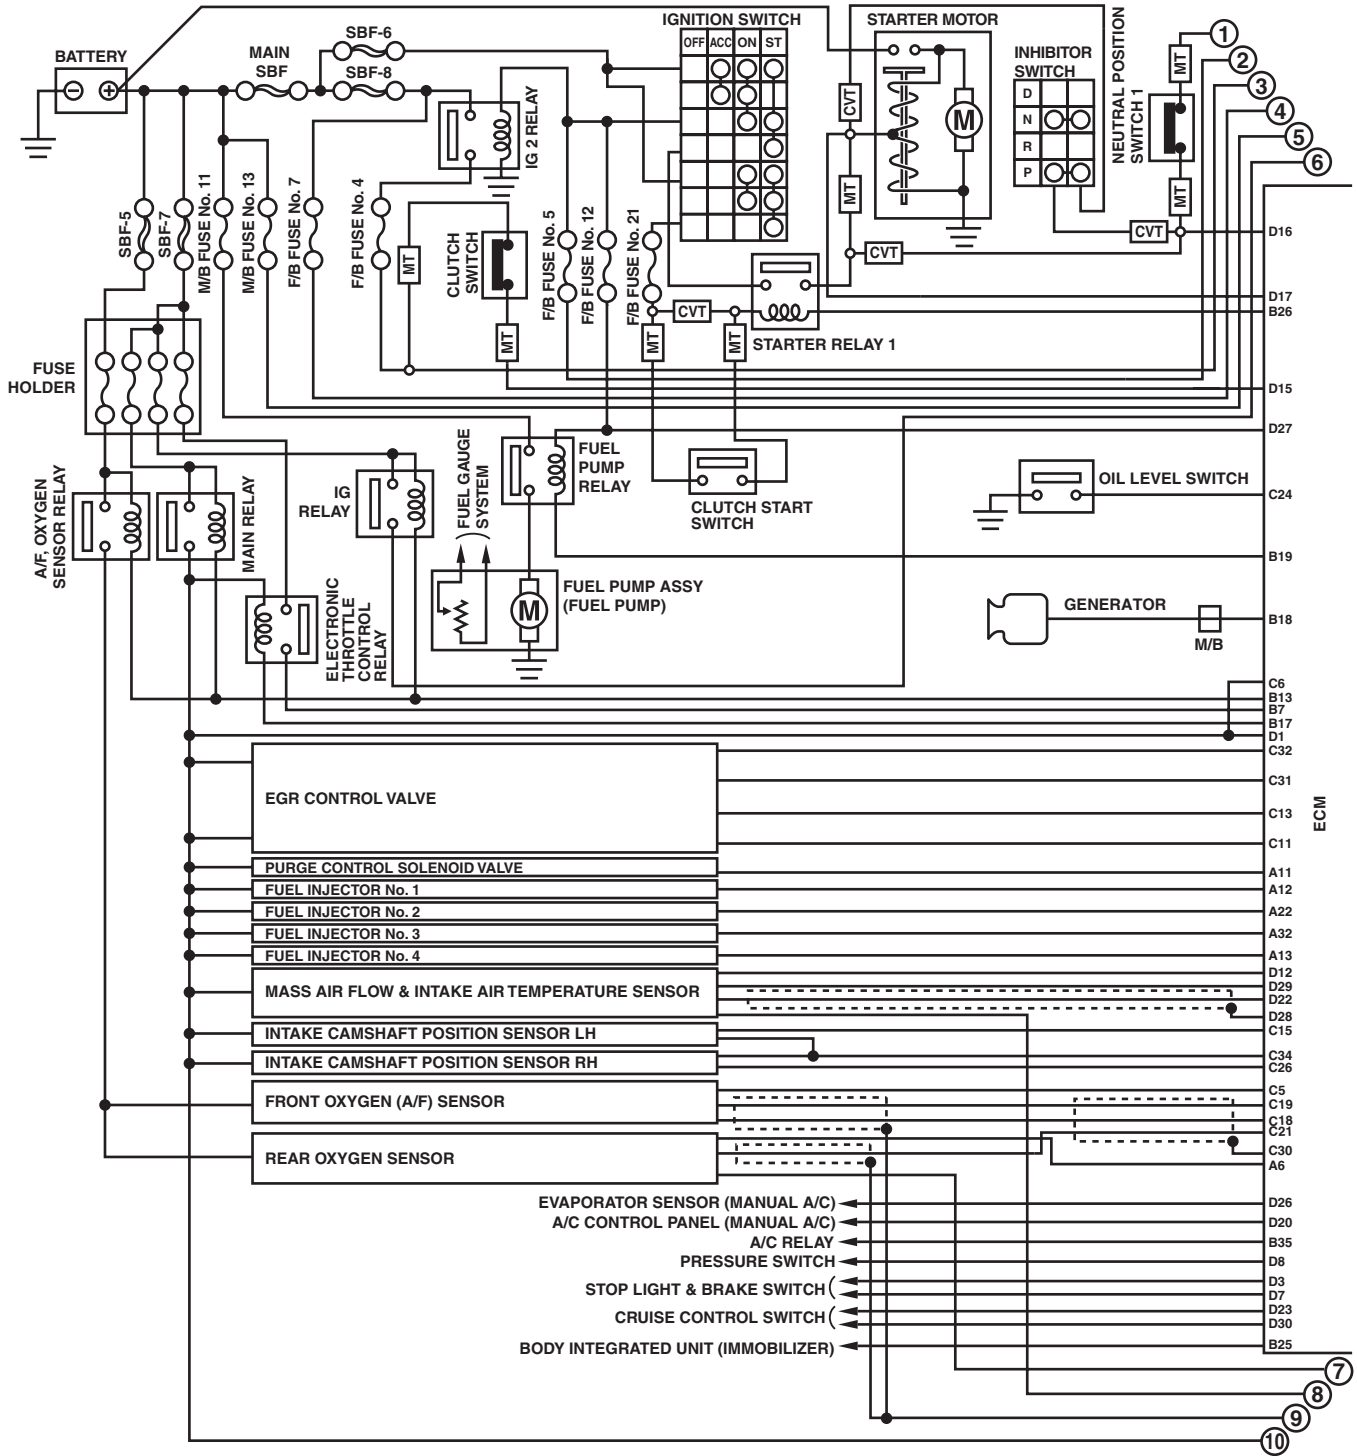 IGNITION SWITCH
OFF ACC ON ST
STARTER MOTOR
M
INHIBITOR
SWITCH
D
N
R
P
NEUTRAL POSITION
SWITCH 1
MT
MT
CVT
MT
CVT
CVT
1
2
3
4
5
6
BATTERY
MAIN
SBF
SBF-6
SBF-8
IG 2 RELAY
SBF-5
SBF-7
M/B FUSE No. 11
M/B FUSE No. 13
F/B FUSE No. 7
F/B FUSE No. 4
MT
CLUTCH
SWITCH
MT
F/B FUSE No. 5
F/B FUSE No. 12
F/B FUSE No. 21
CVT
MT
MT
STARTER RELAY 1
FUSE
HOLDER
A/F, OXYGEN
SENSOR RELAY
MAIN RELAY
IG
RELAY
FUEL GAUGE
SYSTEM
FUEL
PUMP
RELAY
CLUTCH START
SWITCH
OIL LEVEL SWITCH
ELECTRONIC
THROTTLE
CONTROL
RELAY
M
FUEL PUMP ASSY
(FUEL PUMP)
GENERATOR
M/B
D16
D17
B26
D15
D27
C24
B19
B18
C6
B13
B7
B17
D1
C32
EGR CONTROL VALVE
C31
C13
C11
ECM
PURGE CONTROL SOLENOID VALVE
A11
FUEL INJECTOR No. 1
A12
FUEL INJECTOR No. 2
A22
FUEL INJECTOR No. 3
A32
FUEL INJECTOR No. 4
A13
D12
D29
MASS AIR FLOW & INTAKE AIR TEMPERATURE SENSOR
D22
D28
INTAKE CAMSHAFT POSITION SENSOR LH
C15
C34
INTAKE CAMSHAFT POSITION SENSOR RH
C26
C5
FRONT OXYGEN (A/F) SENSOR
C19
C18
C21
C30
REAR OXYGEN SENSOR
A6
EVAPORATOR SENSOR (MANUAL A/C)
D26
A/C CONTROL PANEL (MANUAL A/C)
D20
A/C RELAY
B35
PRESSURE SWITCH
D8
STOP LIGHT & BRAKE SWITCH
D3
D7
CRUISE CONTROL SWITCH
D23
D30
BODY INTEGRATED UNIT (IMMOBILIZER)
B25
7
8
9
10